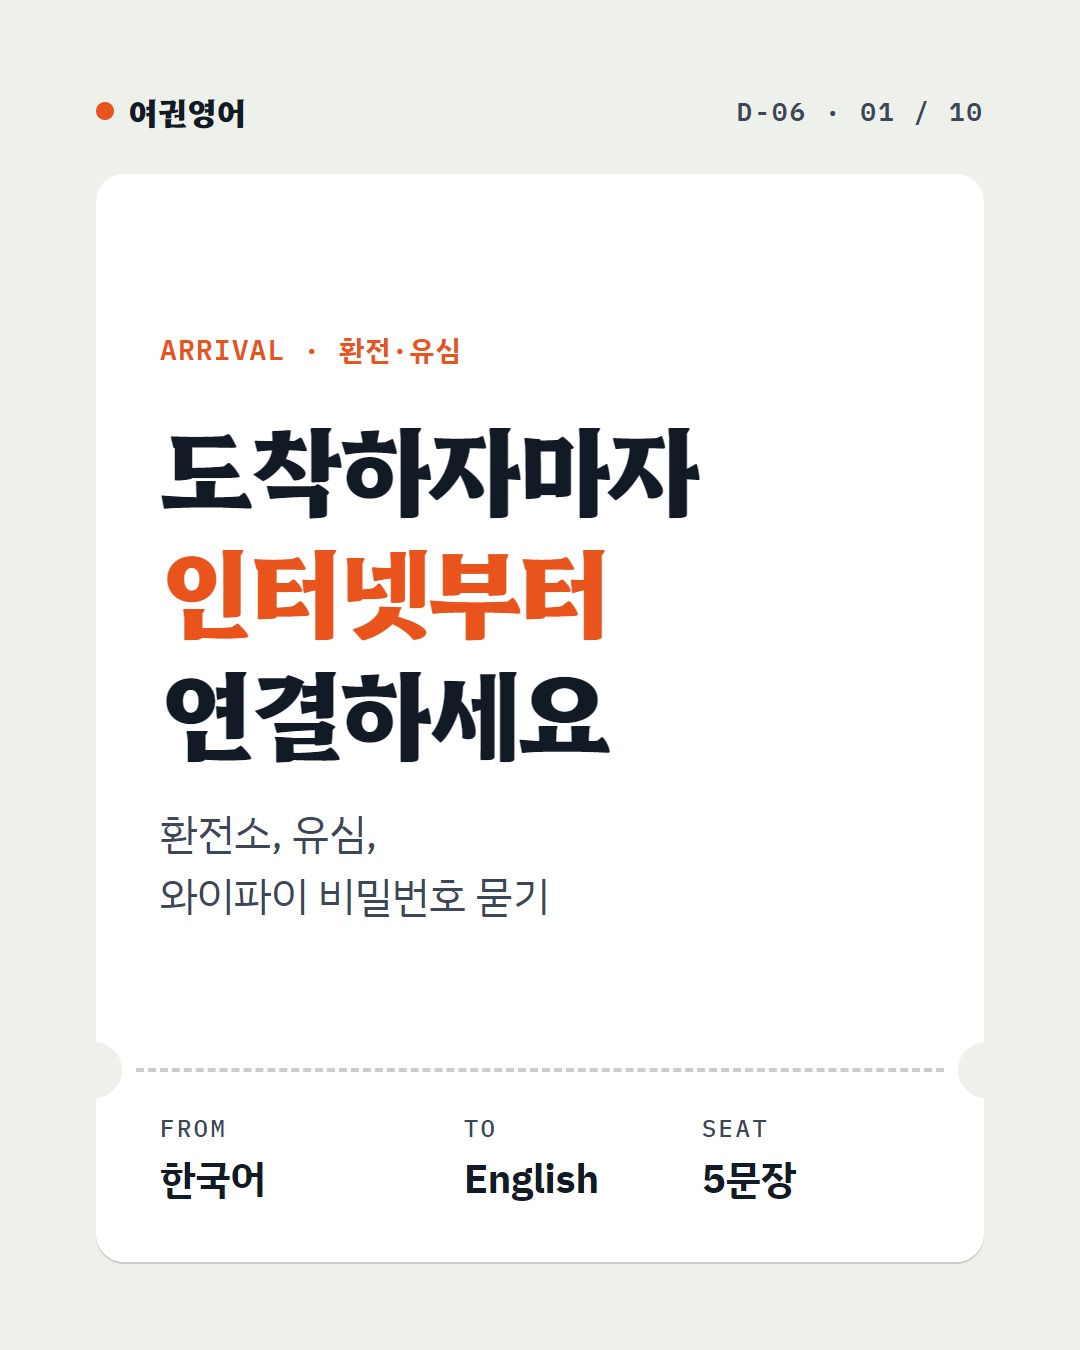 여권영어
D-06 · 01 / 10
ARRIVAL · 환전·유심
도착하자마자
인터넷부터
연결하세요
환전소, 유심,
와이파이 비밀번호 묻기
FROM
한국어
TO
English
SEAT
5문장